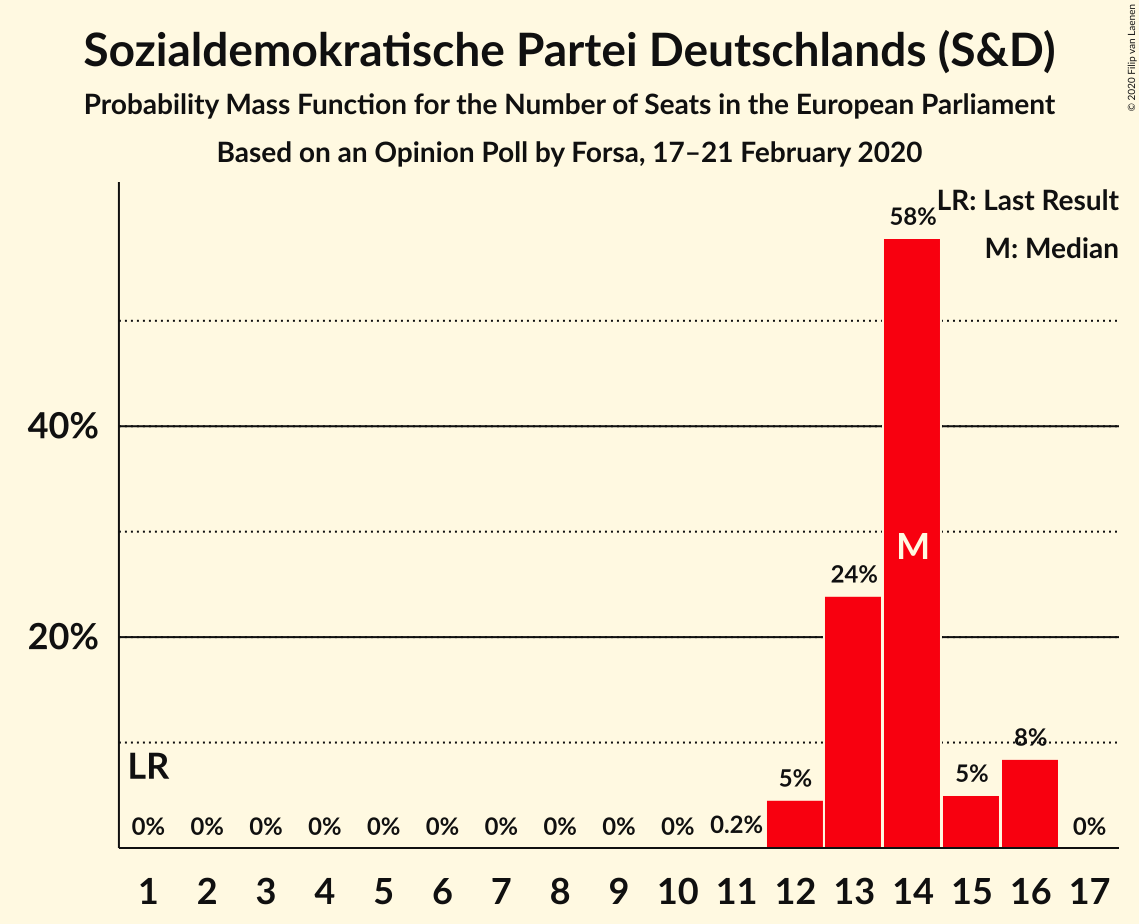 Sozialdemokratische Partei Deutschlands (S&D)
Probability Mass Function for the Number of Seats in the European Parliament
Based on an Opinion Poll by Forsa, 17–21 February 2020
© 2020 Filip van Laenen
LR: Last Result
M: Median
58%
40%
M
24%
20%
LR
8%
5%
5%
0% 0% 0% 0% 0% 0% 0% 0% 0% 0% 0.2% 0%
1 2 3 4 5 6 7 8 9 10 11 12 13 14 15 16 17